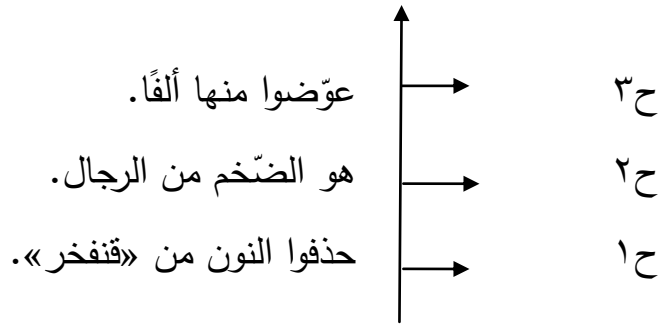 ح٣ عوّضوا منها ألفًا.
ح٢ هو الضّخم من الرجال.
ح١ حذفوا النون من «قنفخر».